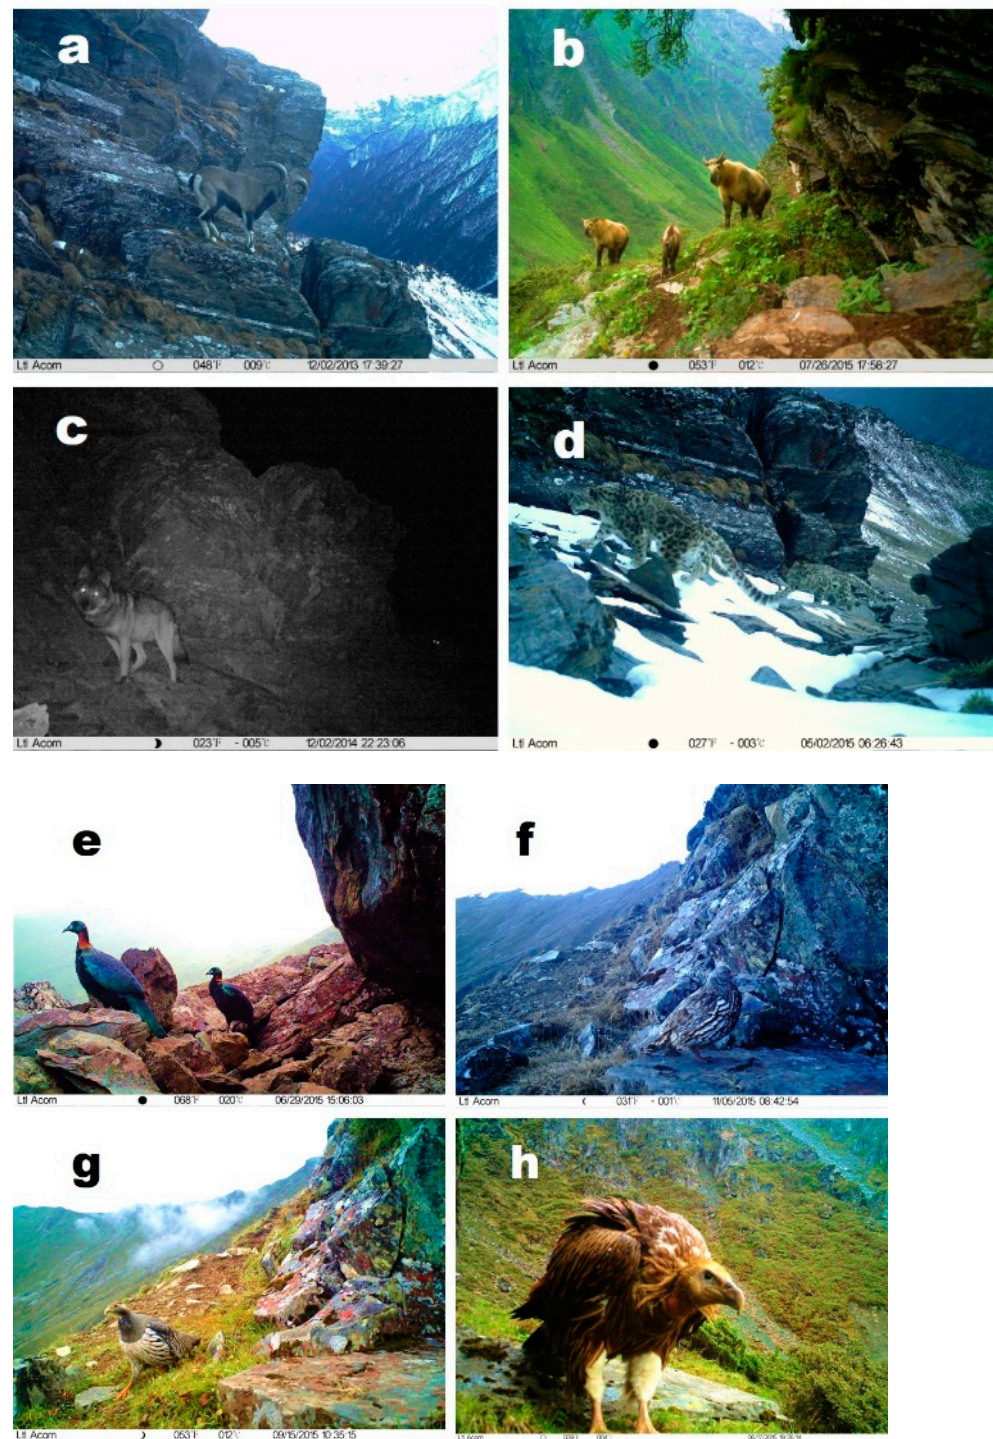 a
b
Ltl Acorn 048°F 009°C 12/02/2013 17:39:27
Ltl Acorn 053°F 012°C 07/26/2015 17:58:27
c
d
Ltl Acorn 023°F -005°C 12/02/2014 22:23:06
Ltl Acorn 027°F -003°C 05/02/2015 06:26:43
e
f
Ltl Acorn 068°F 020°C 06/29/2015 15:06:03
Ltl Acorn 031°F -001°C 11/05/2015 08:42:54
g
h
Ltl Acorn 053°F 012°C 09/15/2015 10:35:15
Ltl Acorn